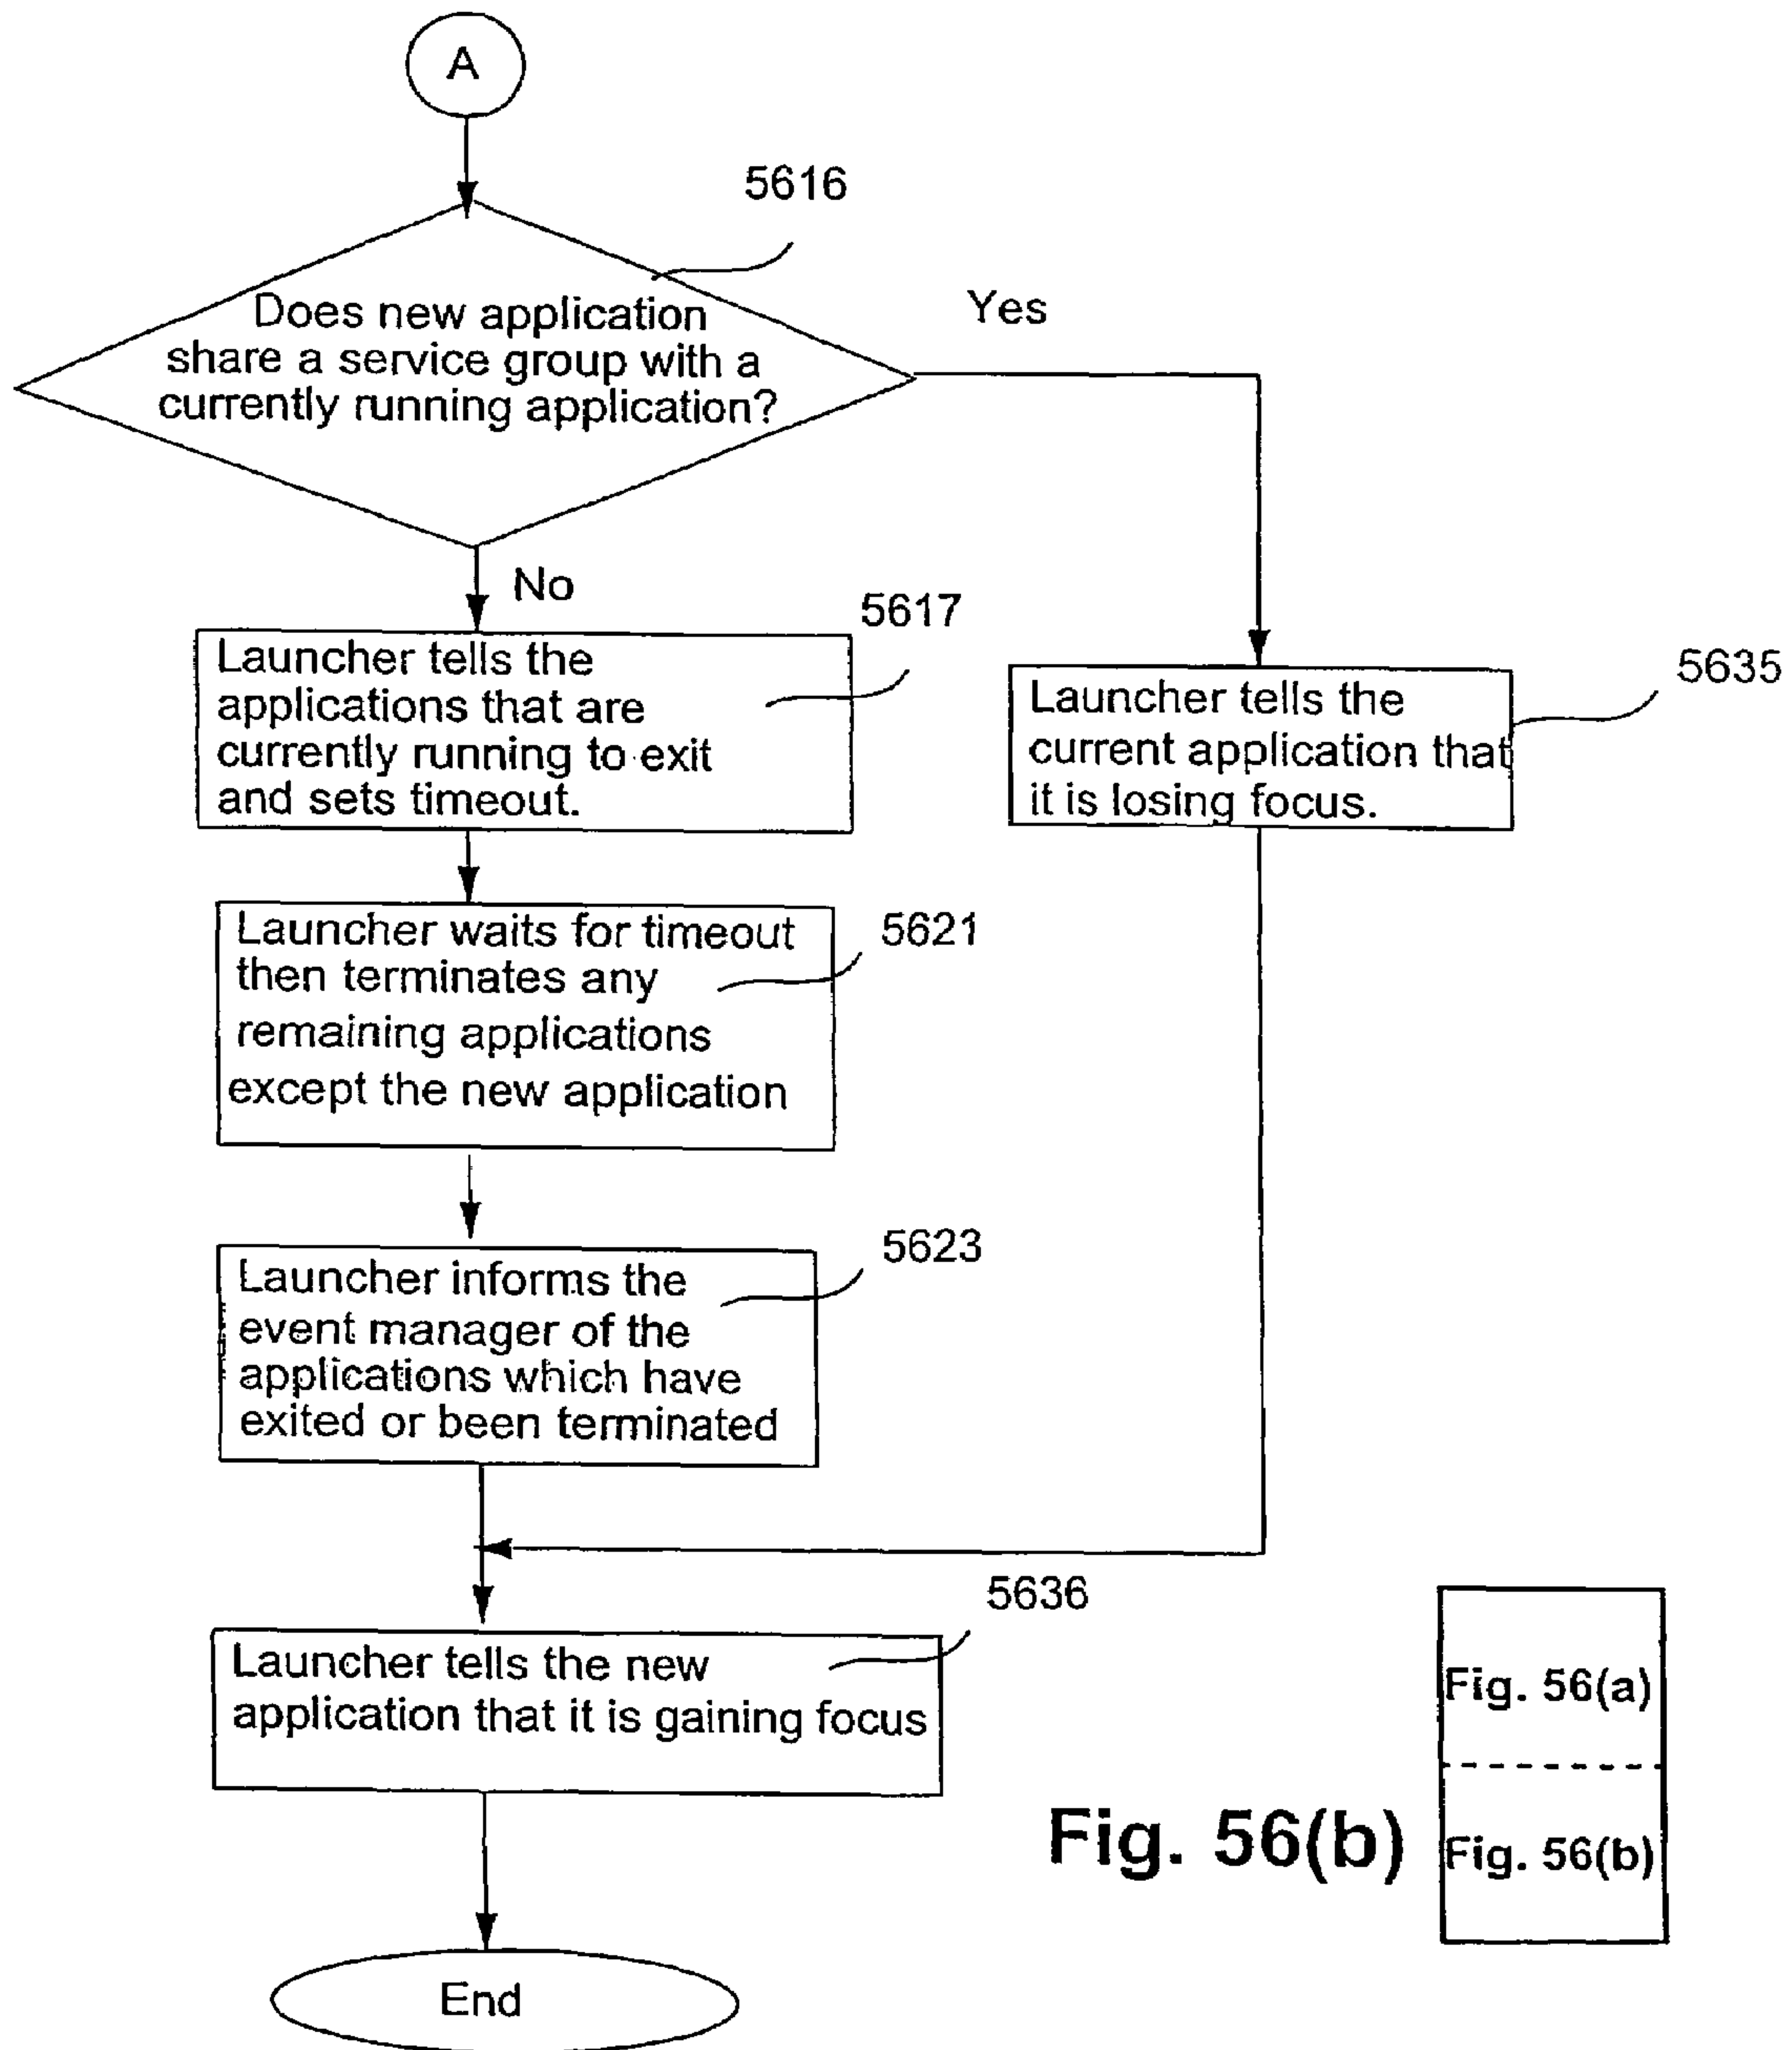 A
5616
Does new application
share a service group with a
currently running application?
Yes
No
5617
Launcher tells the
applications that are
currently running to exit
and sets timeout.
5635
Launcher tells the
current application that
it is losing focus.
Launcher waits for timeout
then terminates any
remaining applications
except the new application
5621
5623
Launcher informs the
event manager of the
applications which have
exited or been terminated
5636
Launcher tells the new
application that it is gaining focus
End
Fig. 56(b)
Fig. 56(a)
Fig. 56(b)